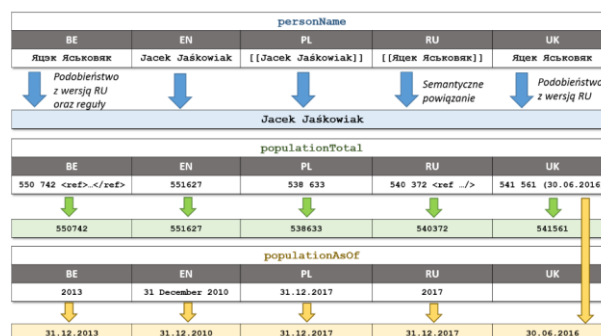 personName
BE EN PL RU UK
Яцэк Яськовяк Jacek Jaśkowiak [[Jacek Jaśkowiak]] [[Яцек Яськовяк]] Яцек Яськовяк
Podobieństwo z wersją RU oraz reguły
Semantyczne powiązanie
Podobieństwo z wersją RU
Jacek Jaśkowiak
populationTotal
BE EN PL RU UK
550 742 <ref>…</ref> 551627 538 633 540 372 <ref …/> 541 561 (30.06.2016
550742 551627 538633 540372 541561
populationAsOf
BE EN PL RU UK
2013 31 December 2010 31.12.2017 2017
31.12.2013 31.12.2010 31.12.2017 31.12.2017 30.06.2016